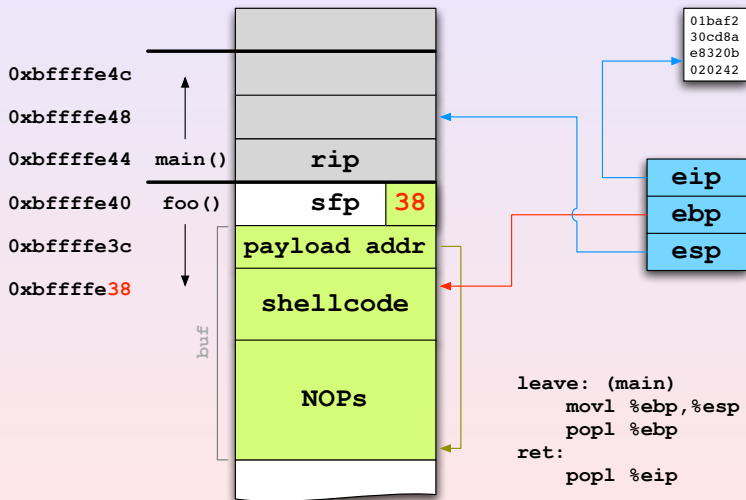 01baf2
30cd8a
e8320b
020242
0xbffffe4c
0xbffffe48
0xbffffe44 main() rip
eip
0xbffffe40 foo() sfp 38
ebp
0xbffffe3c payload addr
esp
0xbffffe38
shellcode
buf
NOPs
leave: (main)
movl %ebp,%esp
popl %ebp
ret:
popl %eip